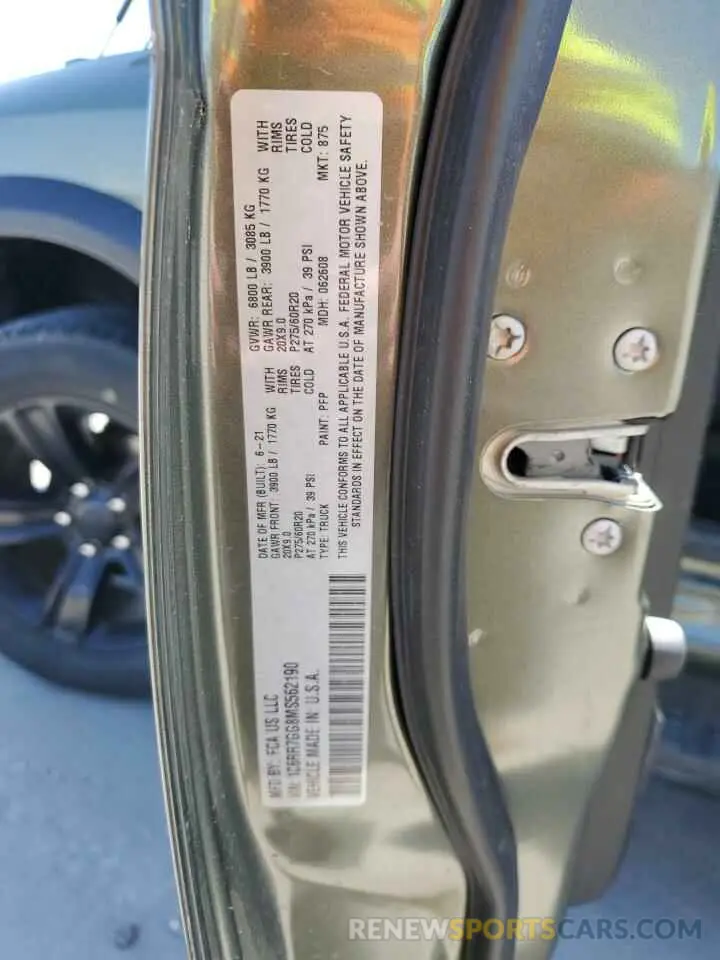 MFD BY: FCA US LLC
DATE OF MFR (BUILT): 6-21
GVWR: 6800 LB / 3085 KG
GAWR FRONT: 3900 LB / 1770 KG WITH
GAWR REAR: 3900 LB / 1770 KG WITH
20X9.0 RIMS
20X9.0 RIMS
P275/60R20 TIRES
P275/60R20 TIRES
AT 270 kPa / 39 PSI COLD
AT 270 kPa / 39 PSI COLD
VIN: 1C6RR7GG8MS562190
TYPE: TRUCK
PAINT: PFP
MDH: 062608
MKT: 875
VEHICLE MADE IN U.S.A.
THIS VEHICLE CONFORMS TO ALL APPLICABLE U.S.A. FEDERAL MOTOR VEHICLE SAFETY
STANDARDS IN EFFECT ON THE DATE OF MANUFACTURE SHOWN ABOVE.
RENEWSPORTSCARS.COM